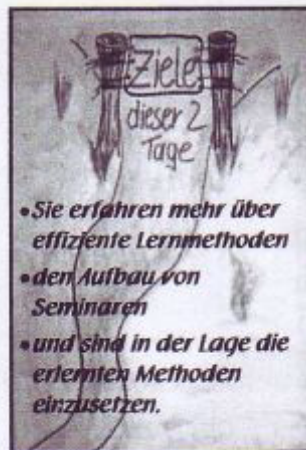 Ziele
dieser 2
Tage
• Sie erfahren mehr über
effiziente Lernmethoden
• den Aufbau von
Seminaren
• und sind in der Lage die
erlernten Methoden
einzusetzen.